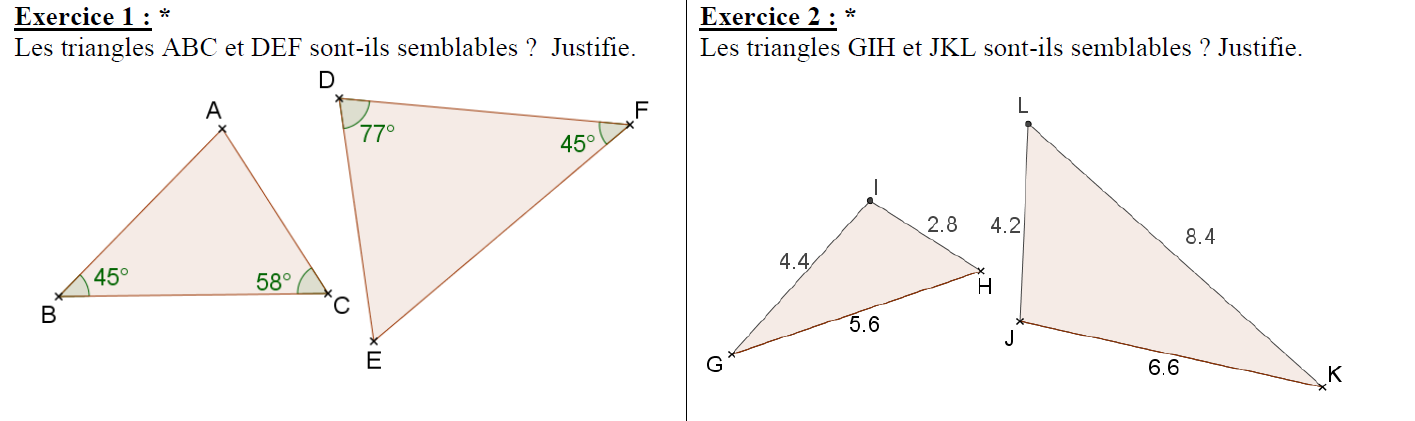 Exercice 1 : *
Les triangles ABC et DEF sont-ils semblables ? Justifie.
D
A
F
77°
45°
45°
58°
B
C
E
Exercice 2 : *
Les triangles GIH et JKL sont-ils semblables ? Justifie.
L
I
2.8
4.2
8.4
4.4
H
5.6
J
G
6.6
K